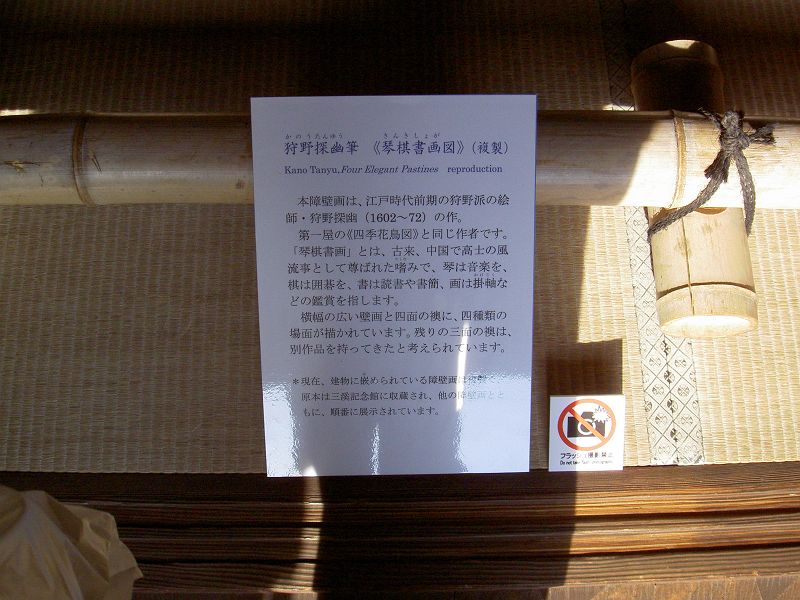 かのうたんゆう きんきしょが
狩野探幽筆 《琴棋書画図》（複製）
Kano Tanyu, Four Elegant Pastines reproduction
本障壁画は、江戸時代前期の狩野派の絵
師・狩野探幽（1602～72）の作。
第一屋の《四季花鳥図》と同じ作者です。
「琴棋書画」とは、古来、中国で高士の風
流事として尊ばれた嗜みで、琴は音楽を、
棋は囲碁を、書は読書や書簡、画は掛軸な
どの鑑賞を指します。
横幅の広い壁画と四面の襖に、四種類の
場面が描かれています。残りの三面の襖は、
別作品を持ってきたと考えられています。
＊現在、建物に嵌められている障壁画は複製で、
原本は三溪記念館に収蔵され、他の障壁画とと
もに、順番に展示されています。
フラッシュ撮影禁止
Do not take flash photographs